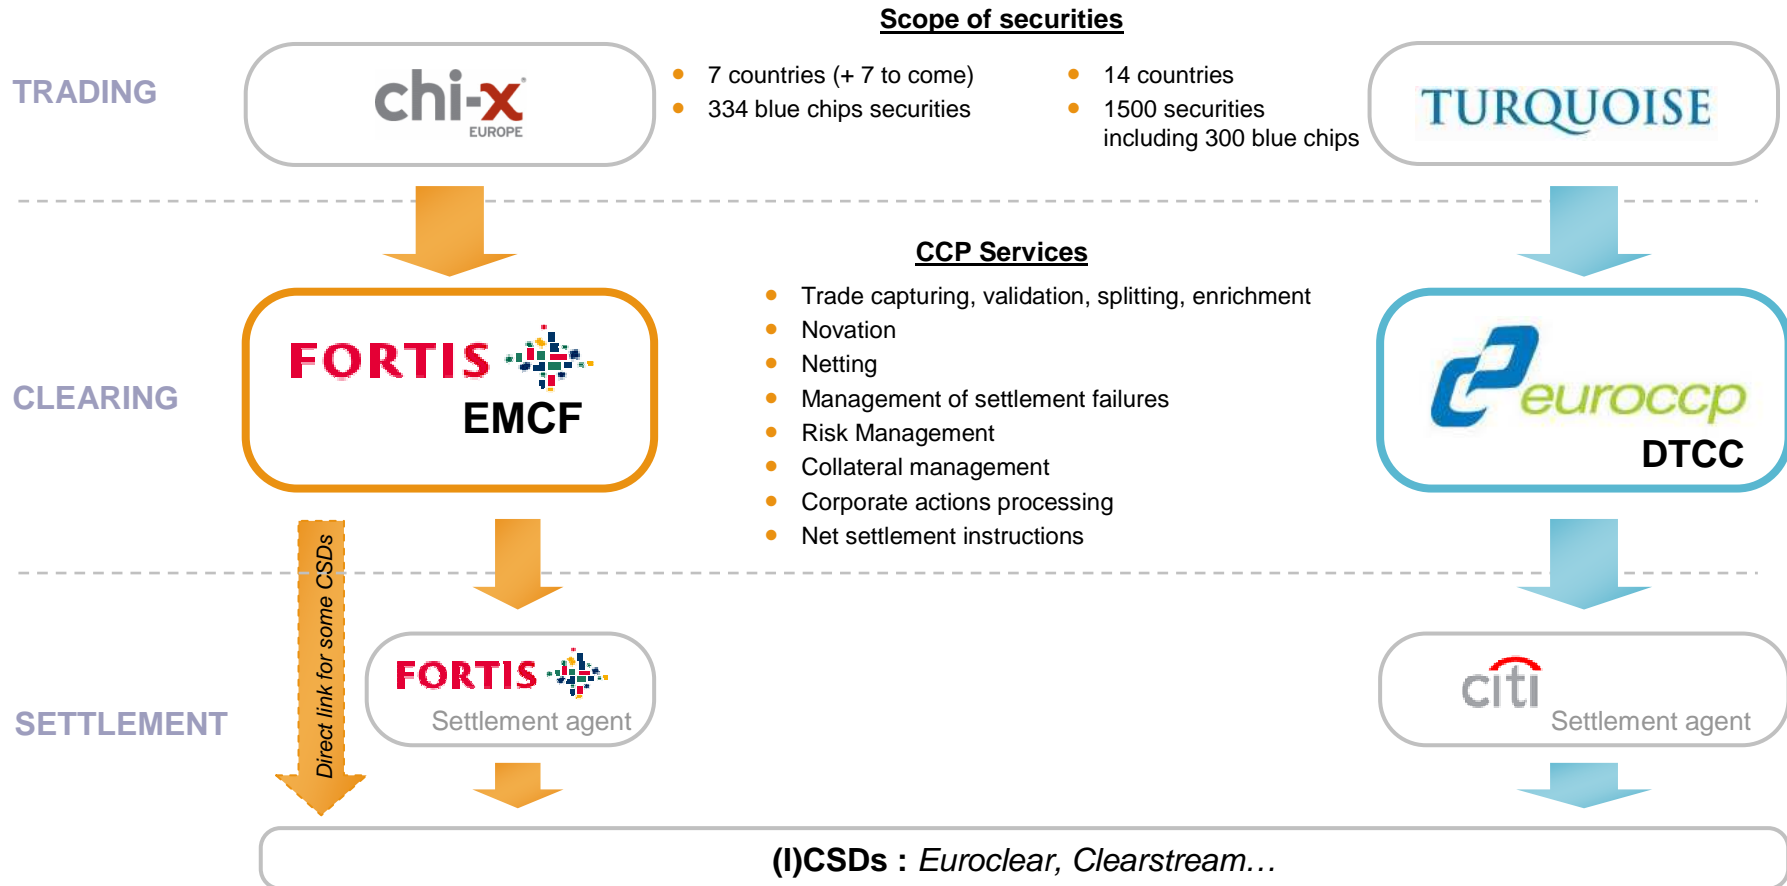 Scope of securities
TRADING
chi-x
EUROPE
7 countries (+ 7 to come)
334 blue chips securities
14 countries
1500 securities
including 300 blue chips
TURQUOISE
CCP Services
Trade capturing, validation, splitting, enrichment
Novation
Netting
Management of settlement failures
Risk Management
Collateral management
Corporate actions processing
Net settlement instructions
CLEARING
FORTIS
EMCF
euroccp
DTCC
Direct link for some CSDs
SETTLEMENT
FORTIS
Settlement agent
citi
Settlement agent
(I)CSDs : Euroclear, Clearstream…